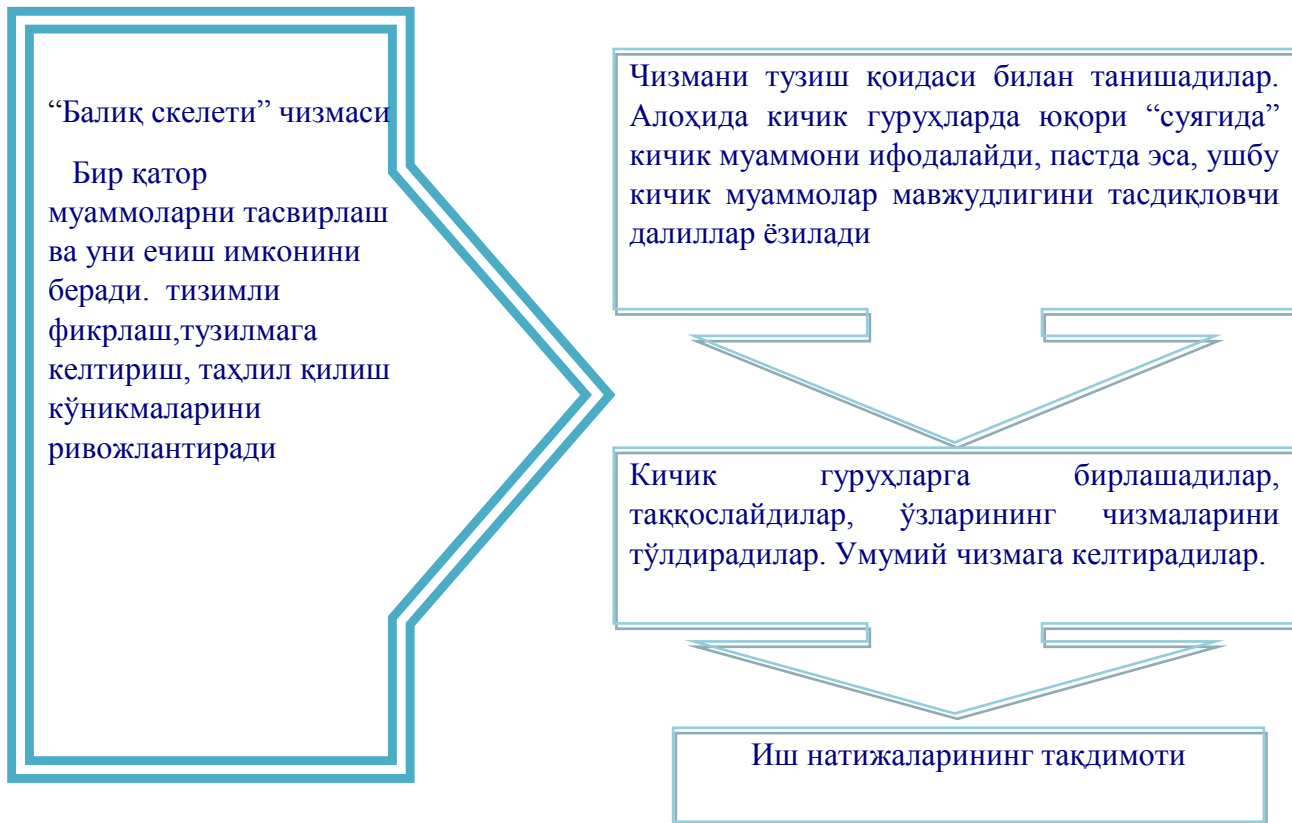 “Балиқ скелети” чизмаси
Бир қатор
муаммоларни тасвирлаш
ва уни ечиш имконини
беради. тизимли
фикрлаш,тузилмага
келтириш, таҳлил қилиш
кўникмаларини
ривожлантиради
Чизмани тузиш қоидаси билан танишадилар.
Алоҳида кичик гуруҳларда юқори “суягида”
кичик муаммони ифодалайди, пастда эса, ушбу
кичик муаммолар мавжудлигини тасдиқловчи
далиллар ёзилади
Кичик гуруҳларга бирлашадилар,
таққослайдилар, ўзларининг чизмаларини
тўлдирадилар. Умумий чизмага келтирадилар.
Иш натижаларининг тақдимоти